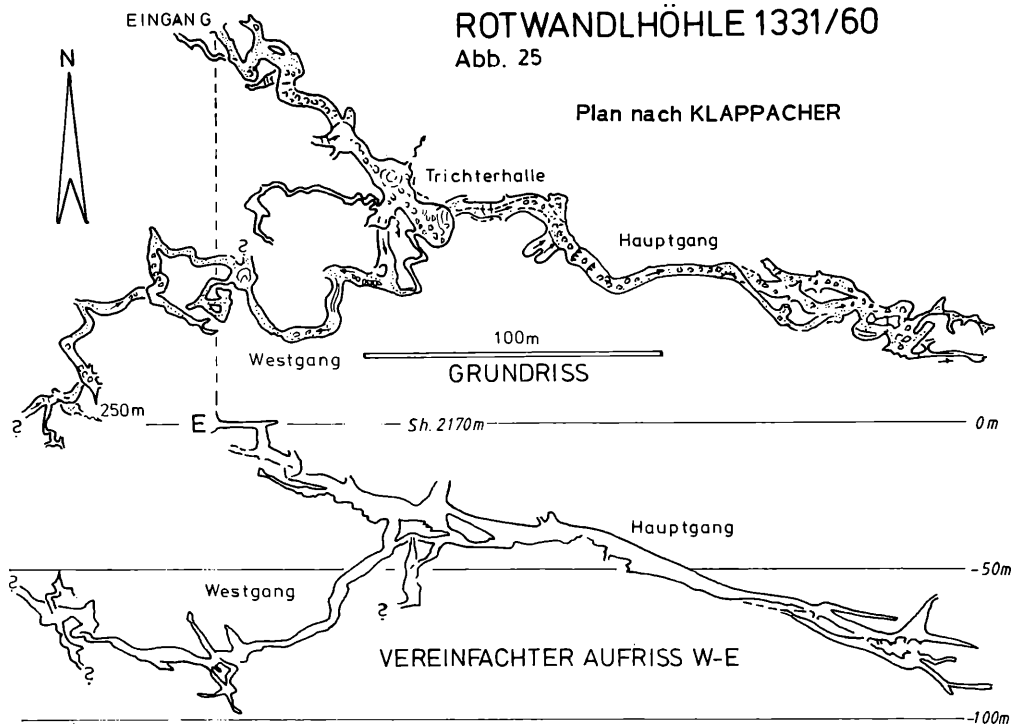 ROTWANDLHÖHLE 1331/60
Abb. 25
EINGANG
N
Plan nach KLAPPACHER
Trichterhalle
Hauptgang
?
Westgang
100m
GRUNDRISS
250m
?
E
Sh. 2170m
0m
Hauptgang
-50m
?
Westgang
?
?
VEREINFACHTER AUFRISS W-E
-100m